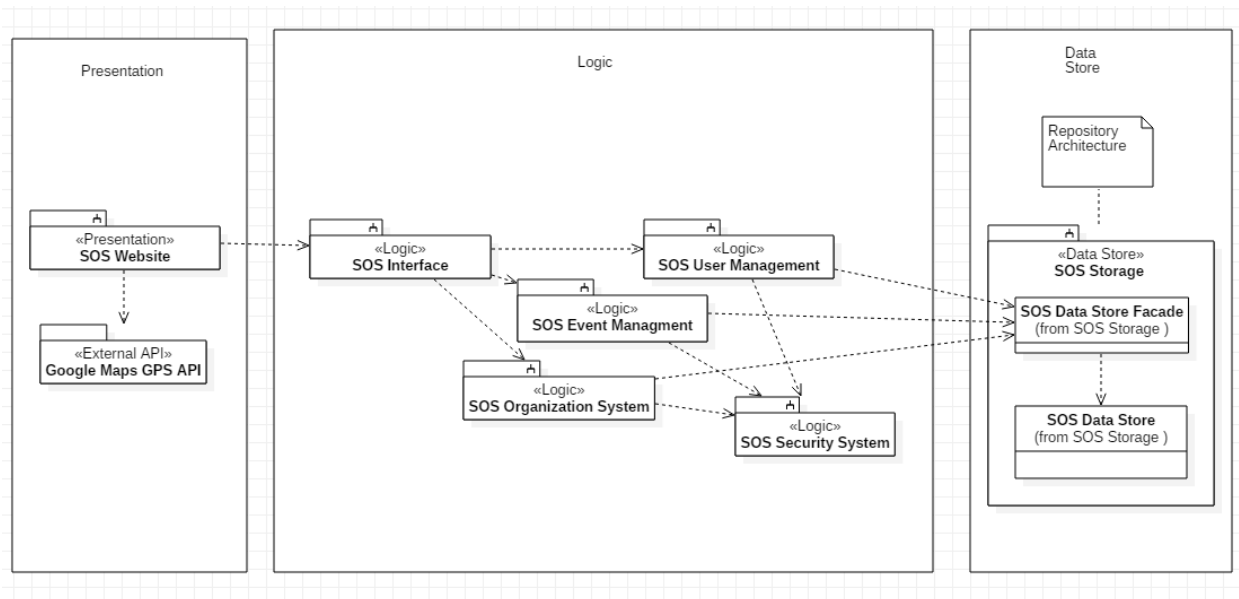 Presentation
«Presentation»
SOS Website
«External API»
Google Maps GPS API
Logic
«Logic»
SOS Interface
«Logic»
SOS User Management
«Logic»
SOS Event Managment
«Logic»
SOS Organization System
«Logic»
SOS Security System
Data
Store
Repository
Architecture
«Data Store»
SOS Storage
SOS Data Store Facade
(from SOS Storage )
SOS Data Store
(from SOS Storage )